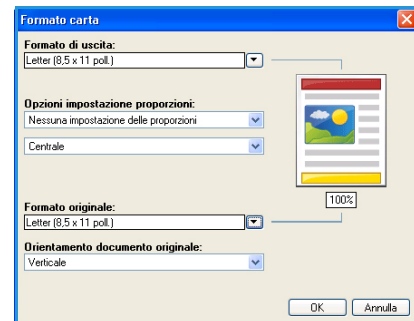 Formato carta
Formato di uscita:
Letter (8,5 x 11 poll.)
Opzioni impostazione proporzioni:
Nessuna impostazione delle proporzioni
Centrale
100%
Formato originale:
Letter (8,5 x 11 poll.)
Orientamento documento originale:
Verticale
OK
Annulla